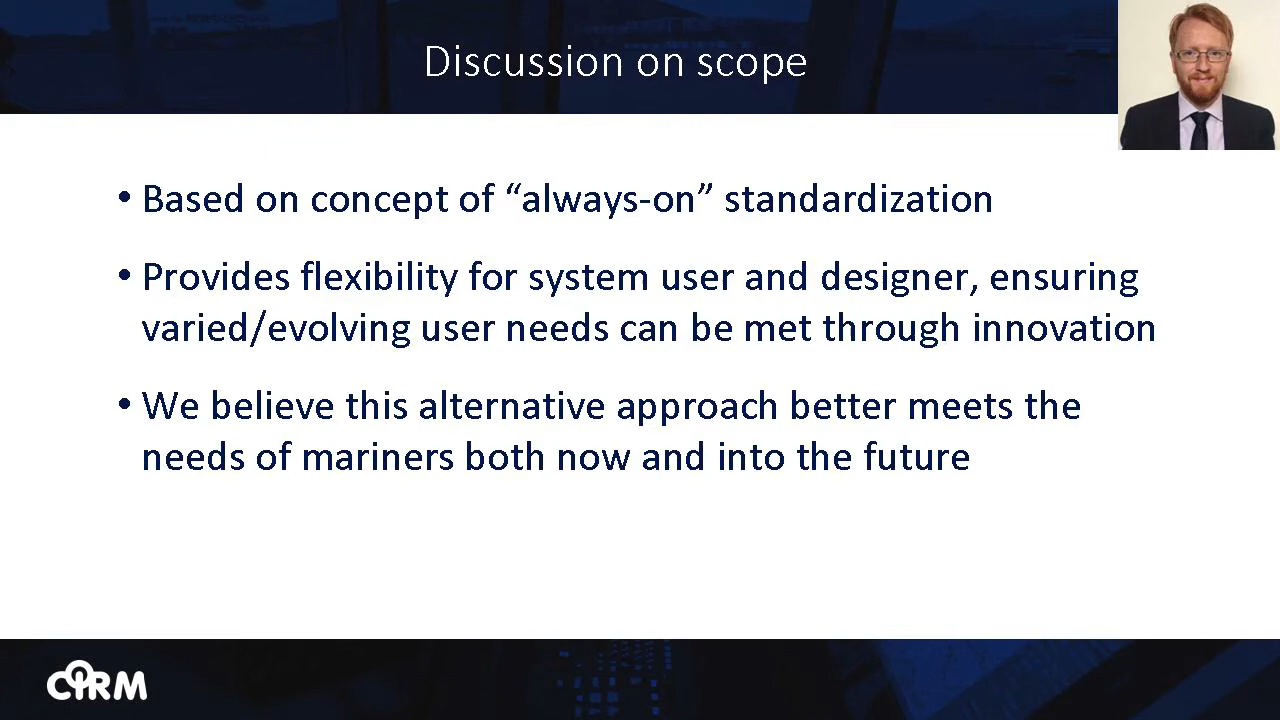 Discussion on scope
• Based on concept of “always-on” standardization
• Provides flexibility for system user and designer, ensuring
varied/evolving user needs can be met through innovation
• We believe this alternative approach better meets the
needs of mariners both now and into the future
CIRM